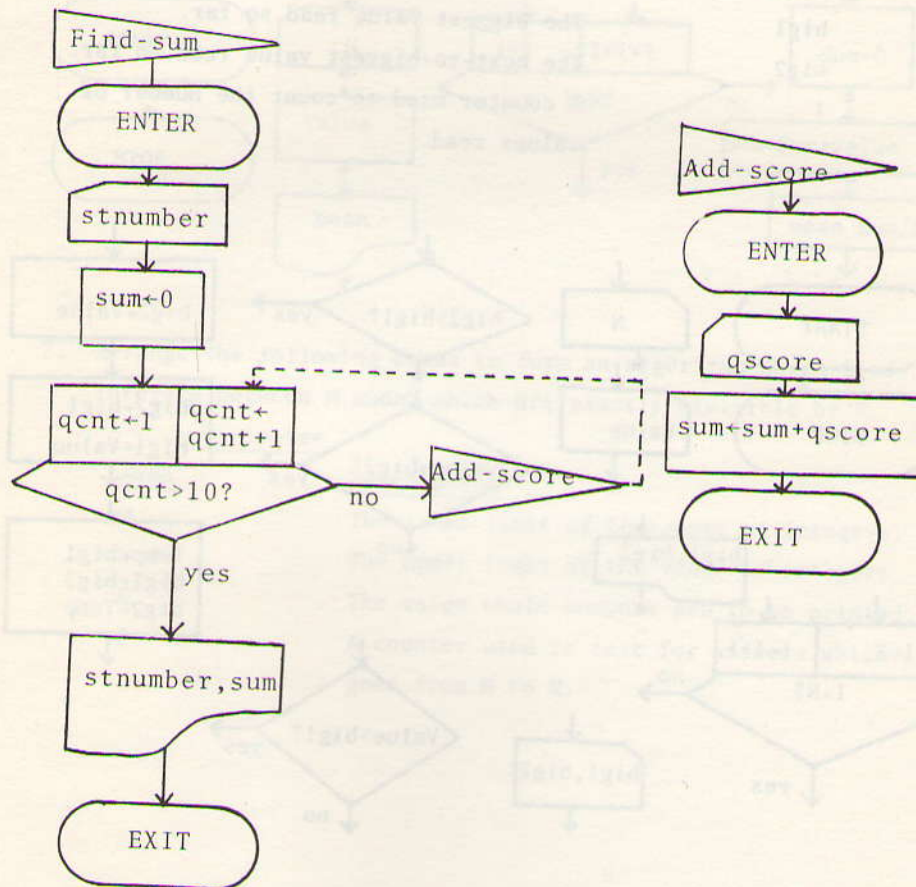 Find-sum
ENTER
stnumber
sum←0
qcnt←1
qcnt←
qcnt+1
qcnt>10?
no
Add-score
yes
stnumber,sum
EXIT
Add-score
ENTER
qscore
sum←sum+qscore
EXIT